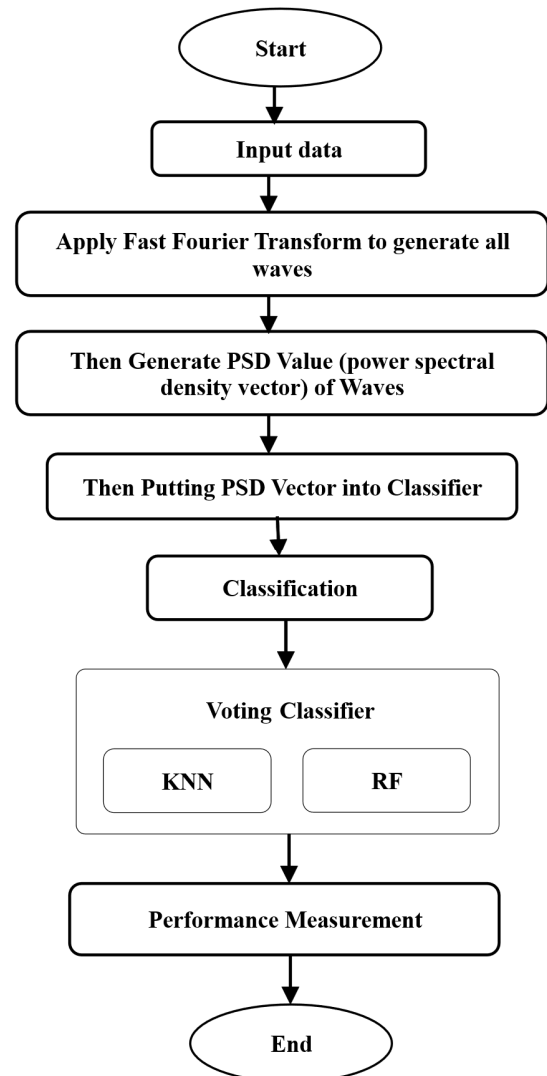 Start
Input data
Apply Fast Fourier Transform to generate all
waves
Then Generate PSD Value (power spectral
density vector) of Waves
Then Putting PSD Vector into Classifier
Classification
Voting Classifier
KNN
RF
Performance Measurement
End